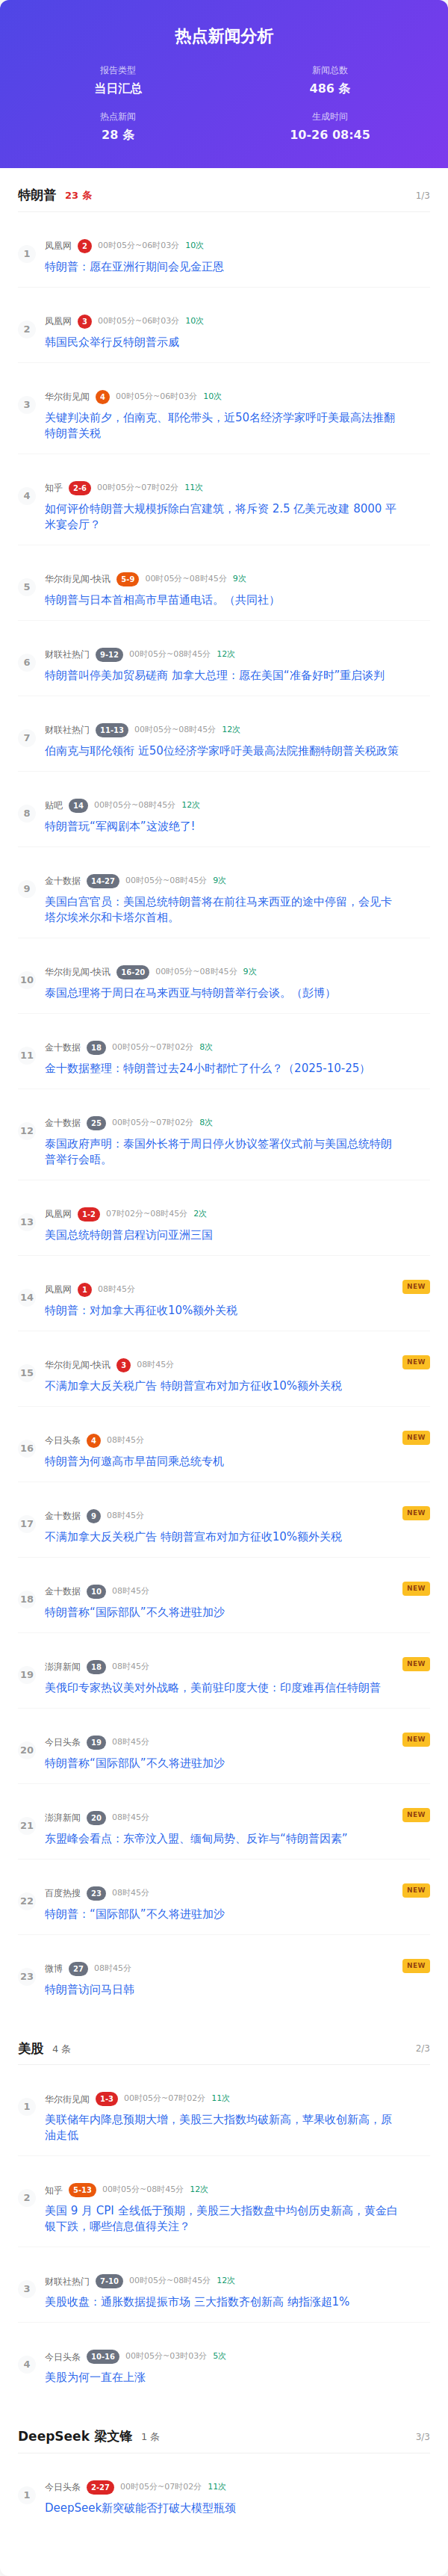 热点新闻分析
报告类型
新闻总数
当日汇总
486 条
热点新闻
生成时间
28 条
10-26 08:45
特朗普 23 条 1/3
1
凤凰网 2 00时05分~06时03分 10次
特朗普：愿在亚洲行期间会见金正恩
2
凤凰网 3 00时05分~06时03分 10次
韩国民众举行反特朗普示威
3
华尔街见闻 4 00时05分~06时03分 10次
关键判决前夕，伯南克、耶伦带头，近50名经济学家呼吁美最高法推翻
特朗普关税
4
知乎 2-6 00时05分~07时02分 11次
如何评价特朗普大规模拆除白宫建筑，将斥资 2.5 亿美元改建 8000 平
米宴会厅？
5
华尔街见闻-快讯 5-9 00时05分~08时45分 9次
特朗普与日本首相高市早苗通电话。（共同社）
6
财联社热门 9-12 00时05分~08时45分 12次
特朗普叫停美加贸易磋商 加拿大总理：愿在美国“准备好时”重启谈判
7
财联社热门 11-13 00时05分~08时45分 12次
伯南克与耶伦领衔 近50位经济学家呼吁美最高法院推翻特朗普关税政策
8
贴吧 14 00时05分~08时45分 12次
特朗普玩“军阀剧本”这波绝了!
9
金十数据 14-27 00时05分~08时45分 9次
美国白宫官员：美国总统特朗普将在前往马来西亚的途中停留，会见卡
塔尔埃米尔和卡塔尔首相。
10
华尔街见闻-快讯 16-20 00时05分~08时45分 9次
泰国总理将于周日在马来西亚与特朗普举行会谈。（彭博）
11
金十数据 18 00时05分~07时02分 8次
金十数据整理：特朗普过去24小时都忙了什么？（2025-10-25）
12
金十数据 25 00时05分~07时02分 8次
泰国政府声明：泰国外长将于周日停火协议签署仪式前与美国总统特朗
普举行会晤。
13
凤凰网 1-2 07时02分~08时45分 2次
美国总统特朗普启程访问亚洲三国
14
凤凰网 1 08时45分 NEW
特朗普：对加拿大再征收10%额外关税
15
华尔街见闻-快讯 3 08时45分 NEW
不满加拿大反关税广告 特朗普宣布对加方征收10%额外关税
16
今日头条 4 08时45分 NEW
特朗普为何邀高市早苗同乘总统专机
17
金十数据 9 08时45分 NEW
不满加拿大反关税广告 特朗普宣布对加方征收10%额外关税
18
金十数据 10 08时45分 NEW
特朗普称“国际部队”不久将进驻加沙
19
澎湃新闻 18 08时45分 NEW
美俄印专家热议美对外战略，美前驻印度大使：印度难再信任特朗普
20
今日头条 19 08时45分 NEW
特朗普称“国际部队”不久将进驻加沙
21
澎湃新闻 20 08时45分 NEW
东盟峰会看点：东帝汶入盟、缅甸局势、反诈与“特朗普因素”
22
百度热搜 23 08时45分 NEW
特朗普：“国际部队”不久将进驻加沙
23
微博 27 08时45分 NEW
特朗普访问马日韩
美股 4 条 2/3
1
华尔街见闻 1-3 00时05分~07时02分 11次
美联储年内降息预期大增，美股三大指数均破新高，苹果收创新高，原
油走低
2
知乎 5-13 00时05分~08时45分 12次
美国 9 月 CPI 全线低于预期，美股三大指数盘中均创历史新高，黄金白
银下跌，哪些信息值得关注？
3
财联社热门 7-10 00时05分~08时45分 12次
美股收盘：通胀数据提振市场 三大指数齐创新高 纳指涨超1%
4
今日头条 10-16 00时05分~03时03分 5次
美股为何一直在上涨
DeepSeek 梁文锋 1 条 3/3
1
今日头条 2-27 00时05分~07时02分 11次
DeepSeek新突破能否打破大模型瓶颈